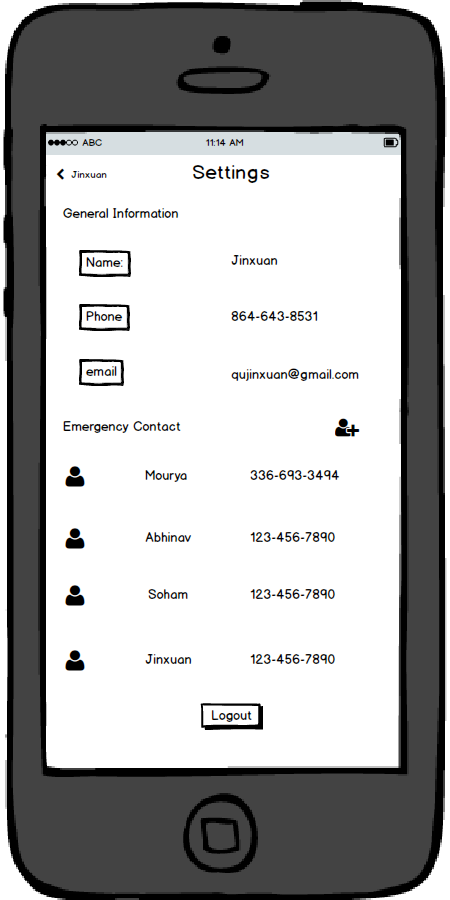 ABC 11:14 AM
Jinxuan Settings
General Information
Name: Jinxuan
Phone 864-643-8531
email qujinxuan@gmail.com
Emergency Contact
Mourya 336-693-3494
Abhinav 123-456-7890
Soham 123-456-7890
Jinxuan 123-456-7890
Logout